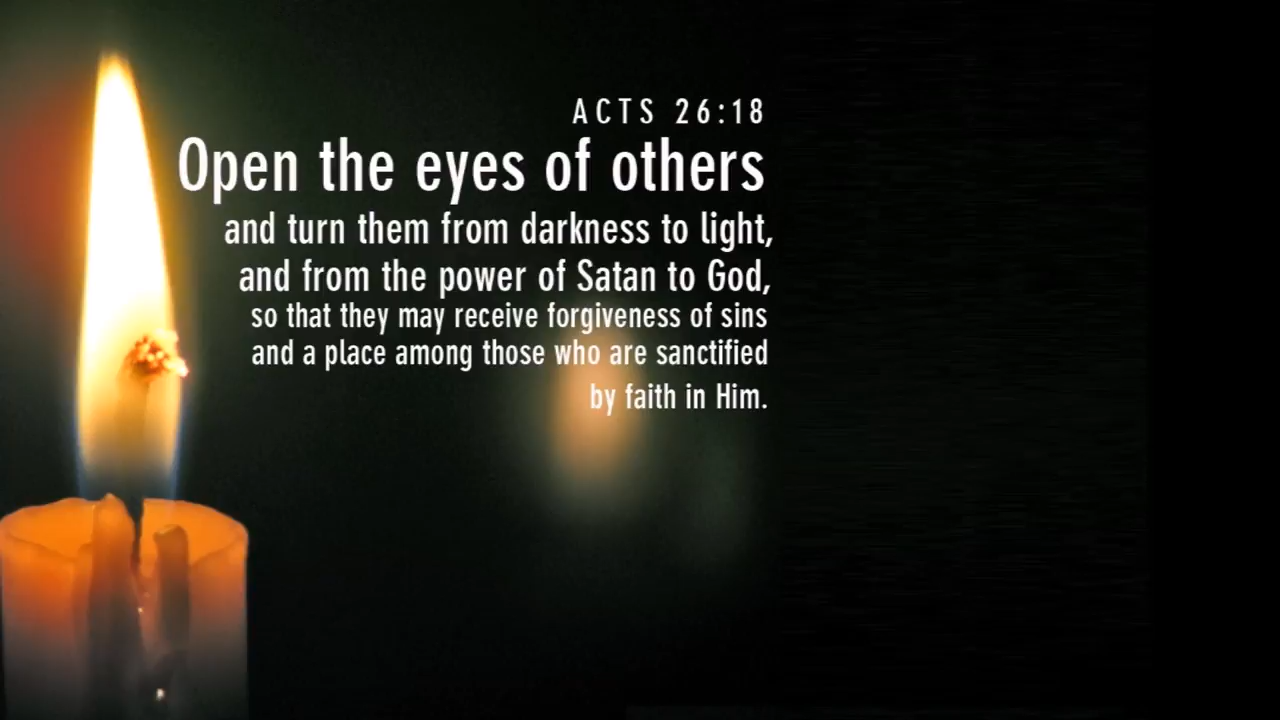 ACTS 26:18
Open the eyes of others
and turn them from darkness to light,
and from the power of Satan to God,
so that they may receive forgiveness of sins
and a place among those who are sanctified
by faith in Him.